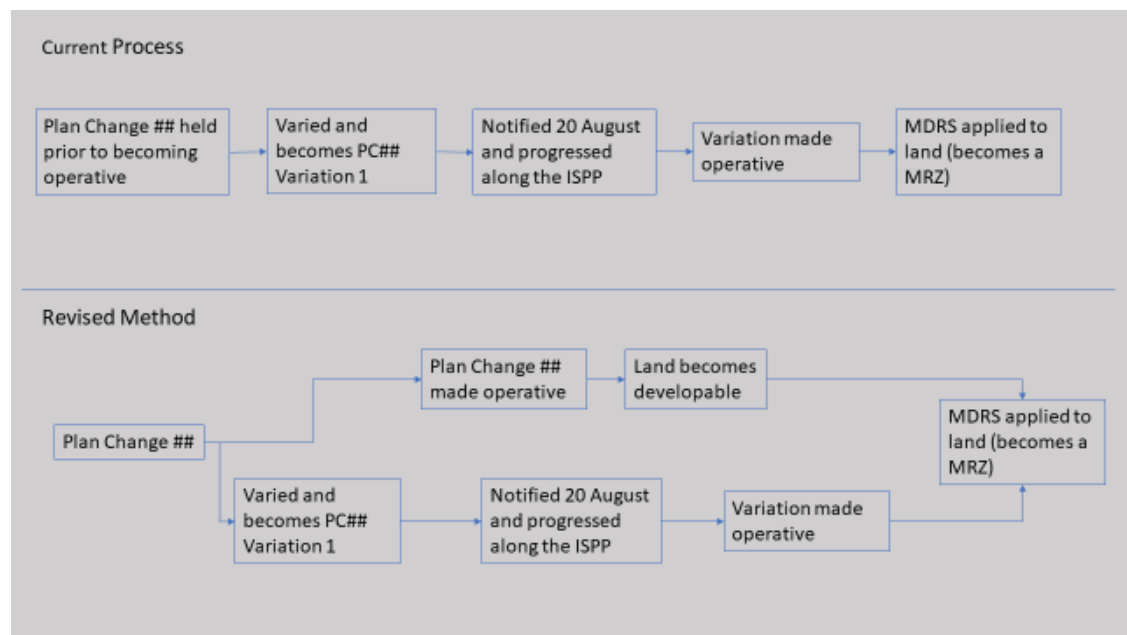 Current Process
Plan Change ## held
prior to becoming
operative
Varied and
becomes PC##
Variation 1
Notified 20 August
and progressed
along the ISPP
Variation made
operative
MDRS applied to
land (becomes a
MRZ)
Revised Method
Plan Change ##
Plan Change ##
made operative
Land becomes
developable
Varied and
becomes PC##
Variation 1
Notified 20 August
and progressed
along the ISPP
Variation made
operative
MDRS applied to
land (becomes a
MRZ)